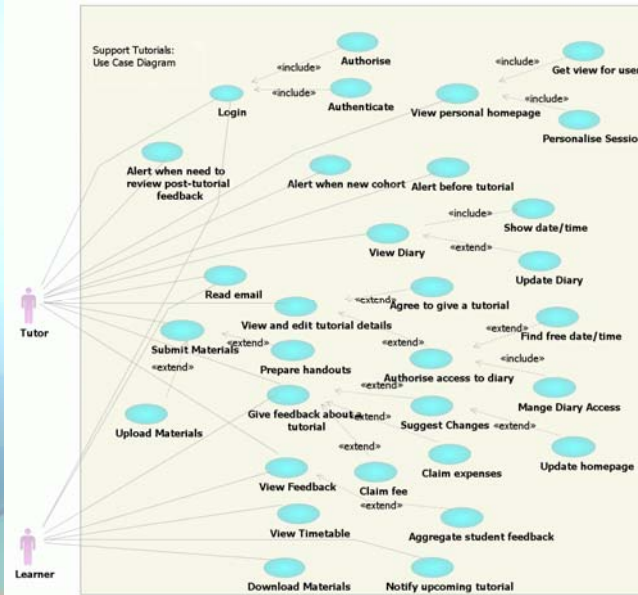 Support Tutorials:
Use Case Diagram
Authorise
«include»
Get view for user
«include»
Login
«include»
Authenticate
View personal homepage
«include»
Personalise Session
Alert when need to
review post-tutorial
feedback
Alert when new cohort
Alert before tutorial
«include»
Show date/time
View Diary
«extend»
Update Diary
Read email
«extend»
Agree to give a tutorial
View and edit tutorial details
«extend»
Find free date/time
Tutor
Submit Materials
«extend»
«extend»
«include»
«extend»
Prepare handouts
Authorise access to diary
Mange Diary Access
«extend»
Give feedback about a
tutorial
«extend»
Suggest Changes
«extend»
Upload Materials
«extend»
Claim expenses
Update homepage
View Feedback
Claim fee
«extend»
Aggregate student feedback
View Timetable
Learner
Download Materials
Notify upcoming tutorial